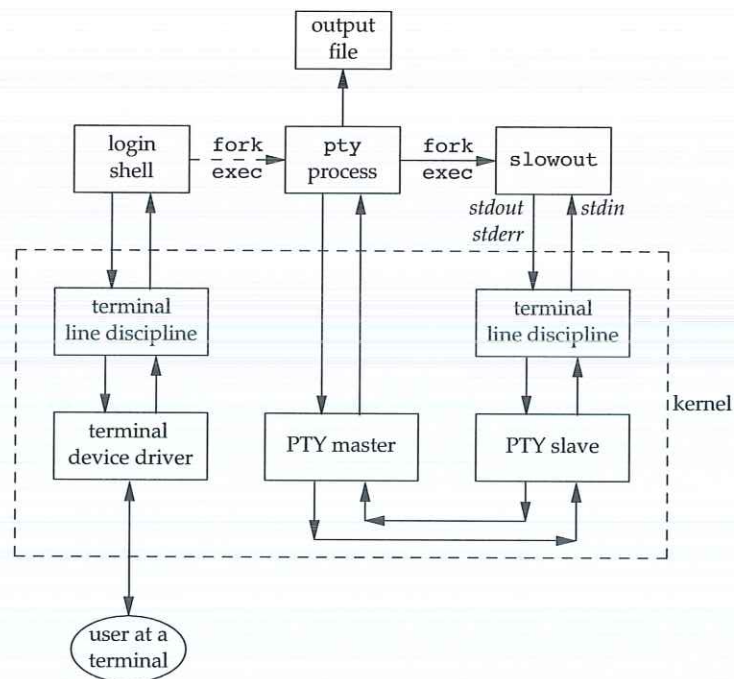 output
file
login
shell
fork
exec
pty
process
fork
exec
slowout
stdout
stderr
stdin
terminal
line discipline
terminal
line discipline
kernel
terminal
device driver
PTY master
PTY slave
user at a
terminal